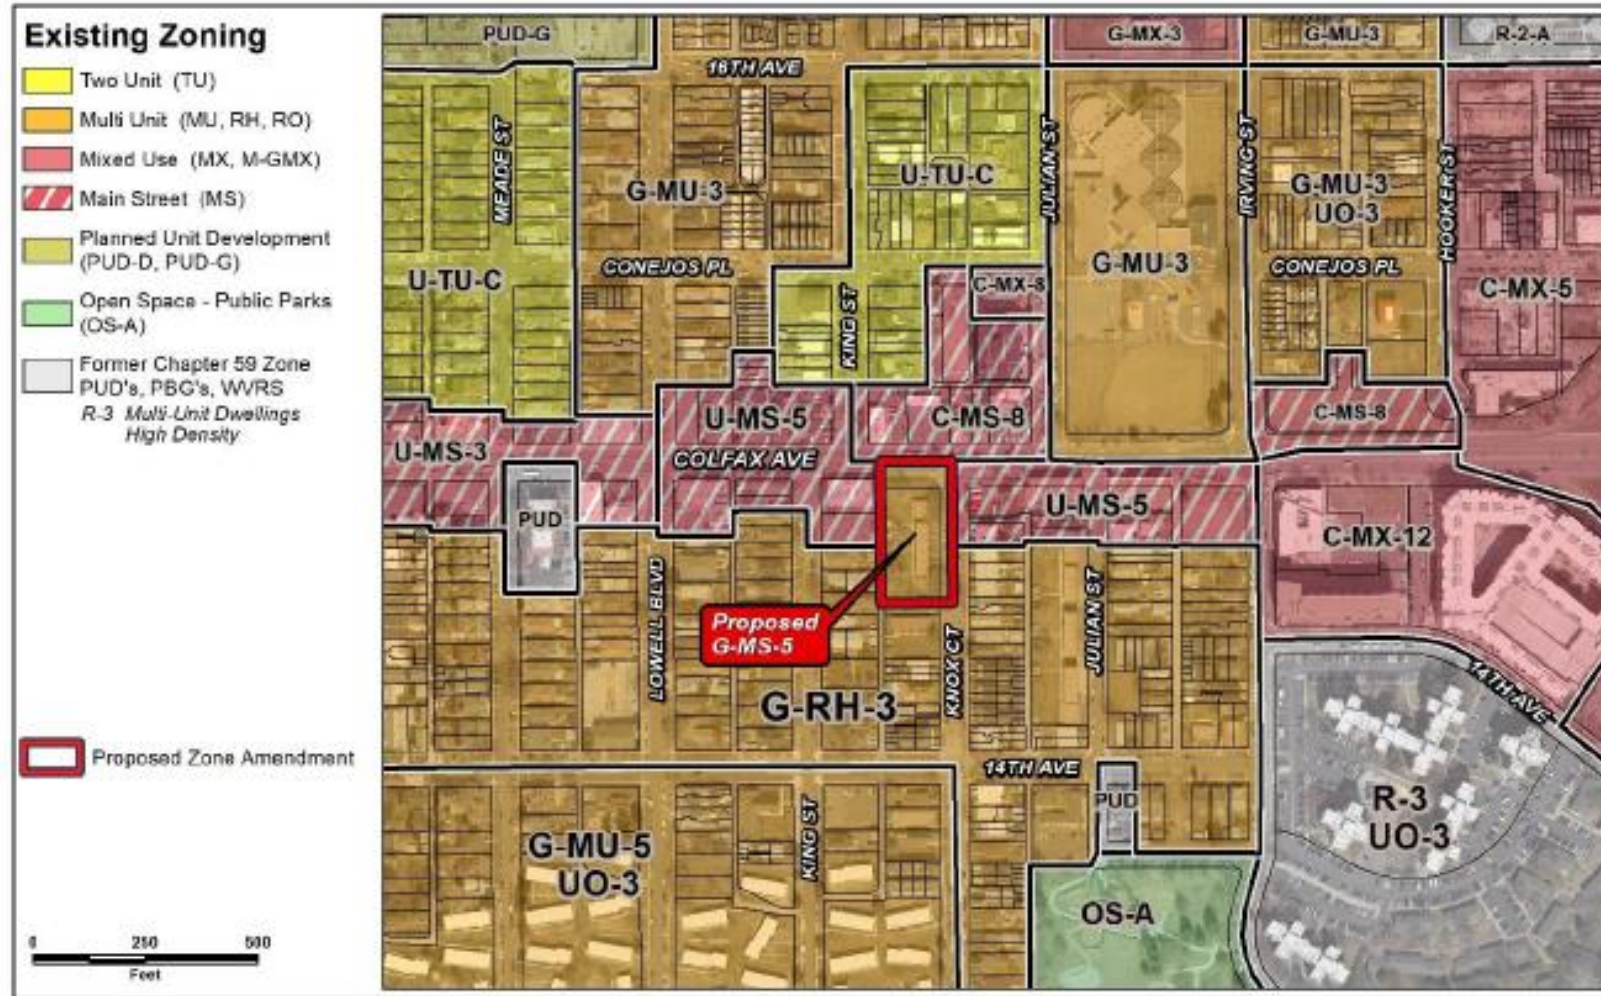 Existing Zoning
Two Unit (TU)
Multi Unit (MU, RH, RO)
Mixed Use (MX, M-GMX)
Main Street (MS)
Planned Unit Development
(PUD-D, PUD-G)
Open Space - Public Parks
(OS-A)
Former Chapter 59 Zone
PUD's, PBG's, WVRS
R-3 Multi-Unit Dwellings
High Density
Proposed Zone Amendment
0 250 500
Feet
PUD-G
G-MX-3
G-MU-3
R-2-A
16TH AVE
MEADE ST
G-MU-3
U-TU-C
JULIAN ST
IRVING ST
G-MU-3
UO-3
HOOKER ST
U-TU-C
CONEJOS PL
KING ST
C-MX-8
G-MU-3
CONEJOS PL
C-MX-5
U-MS-3
U-MS-5
C-MS-8
C-MS-8
COLFAX AVE
PUD
U-MS-5
C-MX-12
LOWELL BLVD
Proposed
G-MS-5
KNOX CT
JULIAN ST
G-RH-3
14TH AVE
14TH AVE
PUD
R-3
UO-3
G-MU-5
UO-3
KING ST
OS-A